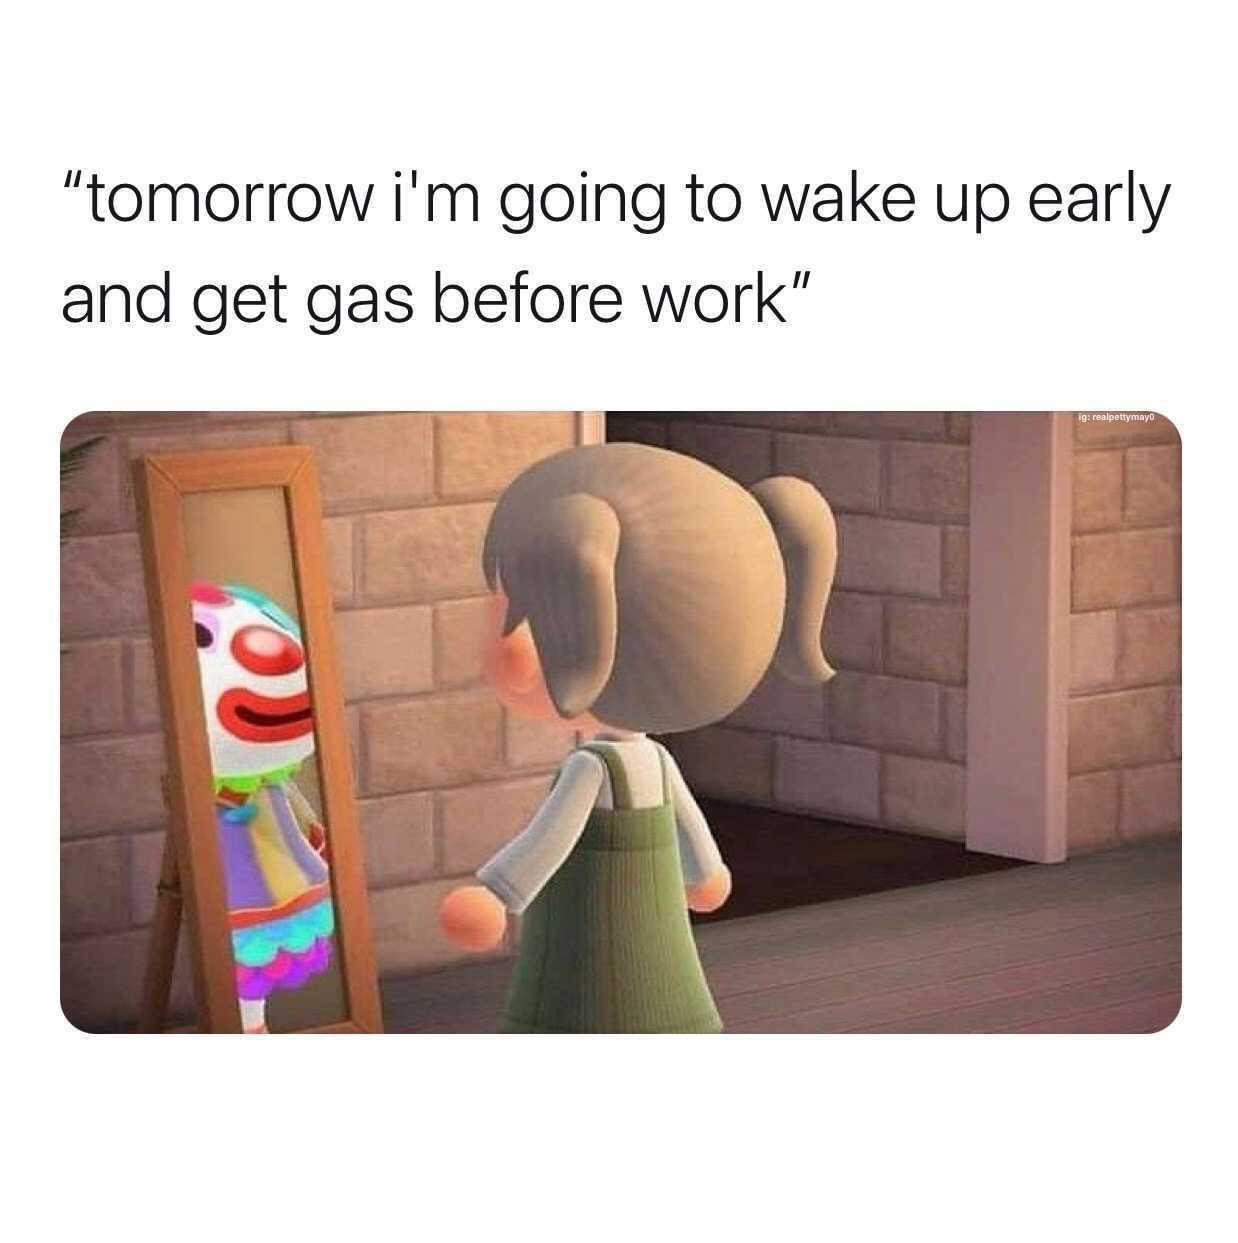 “tomorrow i'm going to wake up early
and get gas before work”
ig: realpettymay0